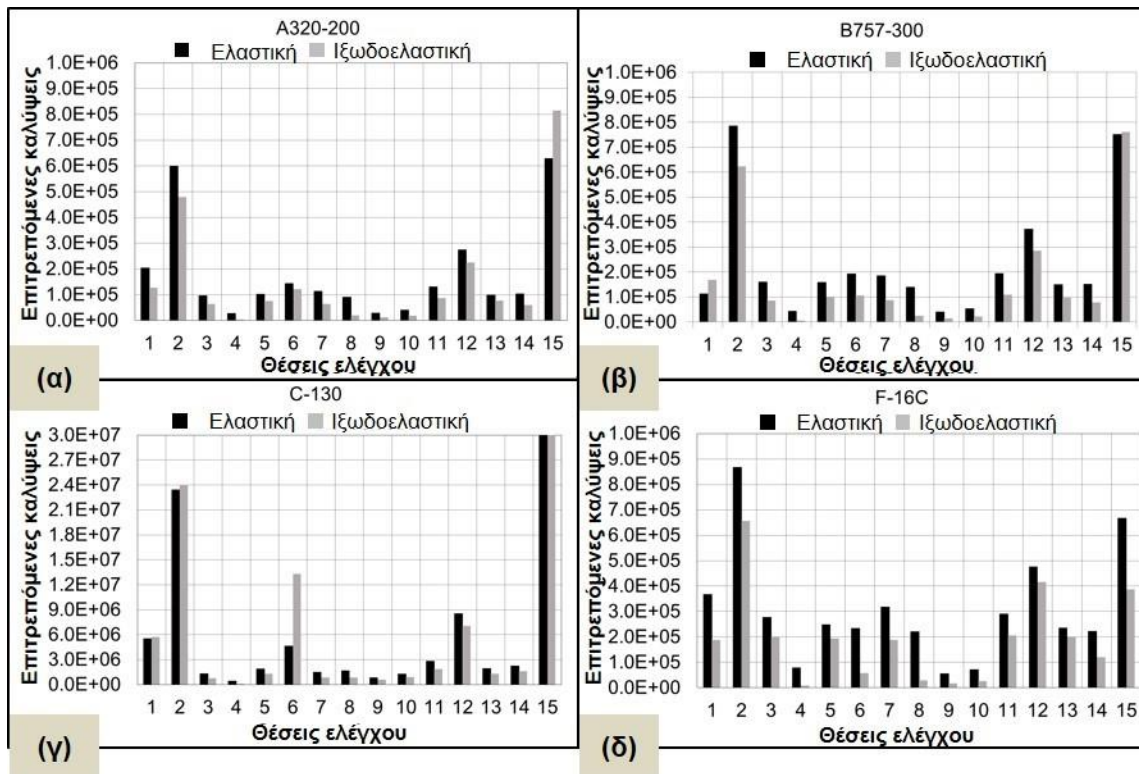 A320-200
Ελαστική Ιξωδοελαστική
Επιτρεπόμενες καλύψεις
1.0E+06
9.0E+05
8.0E+05
7.0E+05
6.0E+05
5.0E+05
4.0E+05
3.0E+05
2.0E+05
1.0E+05
0.0E+00
1 2 3 4 5 6 7 8 9 10 11 12 13 14 15
Θέσεις ελέγχου
(α)
B757-300
Ελαστική Ιξωδοελαστική
Επιτρεπόμενες καλύψεις
1.0E+06
9.0E+05
8.0E+05
7.0E+05
6.0E+05
5.0E+05
4.0E+05
3.0E+05
2.0E+05
1.0E+05
0.0E+00
1 2 3 4 5 6 7 8 9 10 11 12 13 14 15
Θέσεις ελέγχου
(β)
C-130
Ελαστική Ιξωδοελαστική
Επιτρεπόμενες καλύψεις
3.0E+07
2.7E+07
2.4E+07
2.1E+07
1.8E+07
1.5E+07
1.2E+07
9.0E+06
6.0E+06
3.0E+06
0.0E+00
1 2 3 4 5 6 7 8 9 10 11 12 13 14 15
Θέσεις ελέγχου
(γ)
F-16C
Ελαστική Ιξωδοελαστική
Επιτρεπόμενες καλύψεις
1.0E+06
9.0E+05
8.0E+05
7.0E+05
6.0E+05
5.0E+05
4.0E+05
3.0E+05
2.0E+05
1.0E+05
0.0E+00
1 2 3 4 5 6 7 8 9 10 11 12 13 14 15
Θέσεις ελέγχου
(δ)